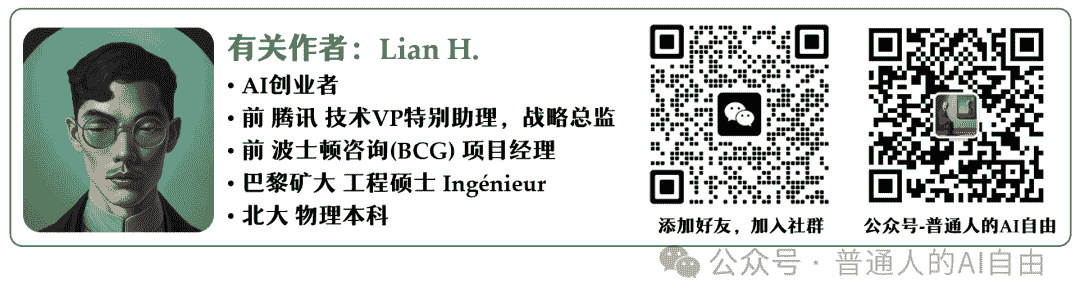 有关作者：Lian H.
• AI创业者
• 前 腾讯 技术VP特别助理，战略总监
• 前 波士顿咨询(BCG) 项目经理
• 巴黎矿大 工程硕士 Ingénieur
• 北大 物理本科
添加好友，加入社群
公众号-普通人的AI自由
公众号 · 普通人的AI自由